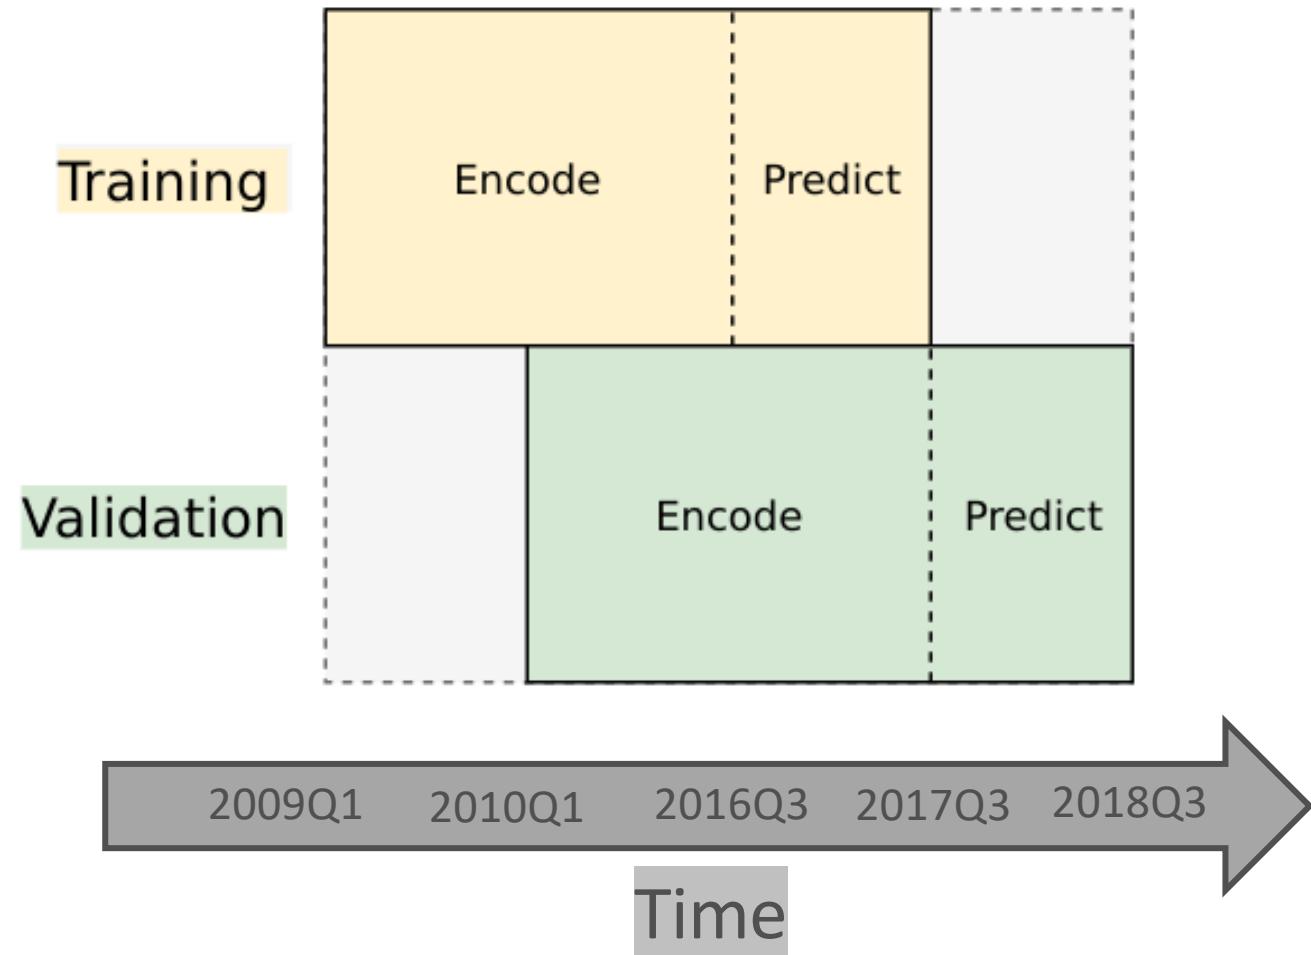 Training
Encode
Predict
Validation
Encode
Predict
2009Q1
2010Q1
2016Q3
2017Q3
2018Q3
Time